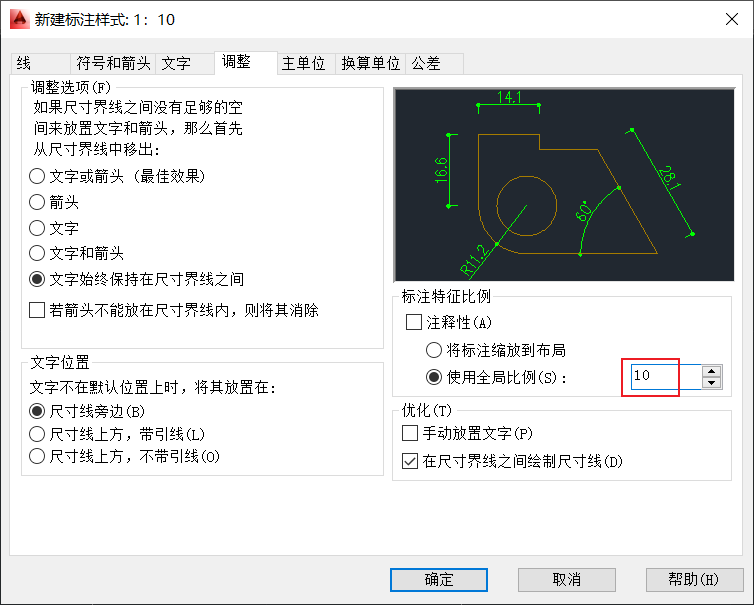 新建标注样式: 1：10
线 符号和箭头 文字 调整 主单位 换算单位 公差
调整选项(F)
如果尺寸界线之间没有足够的空
间来放置文字和箭头，那么首先
从尺寸界线中移出:
文字或箭头（最佳效果）
箭头
文字
文字和箭头
文字始终保持在尺寸界线之间
若箭头不能放在尺寸界线内，则将其消除
文字位置
文字不在默认位置上时，将其放置在:
尺寸线旁边(B)
尺寸线上方，带引线(L)
尺寸线上方，不带引线(O)
14.1
16.6
28.1
60°
R11.2
标注特征比例
注释性(A)
将标注缩放到布局
使用全局比例(S): 10
优化(T)
手动放置文字(P)
在尺寸界线之间绘制尺寸线(D)
确定 取消 帮助(H)